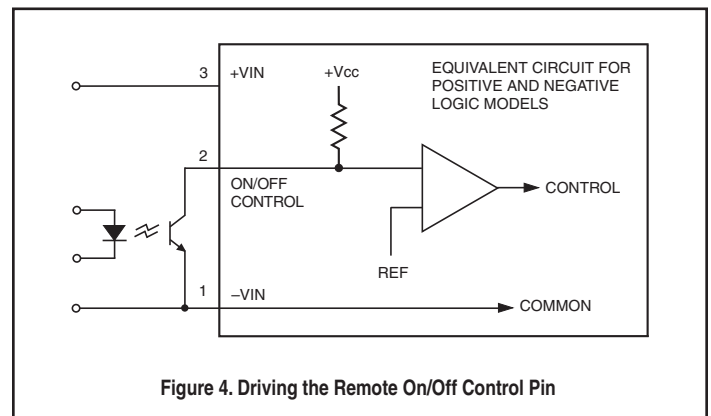 3 +VIN
+Vcc
EQUIVALENT CIRCUIT FOR
POSITIVE AND NEGATIVE
LOGIC MODELS
2
ON/OFF
CONTROL
CONTROL
REF
1 –VIN
COMMON
Figure 4. Driving the Remote On/Off Control Pin